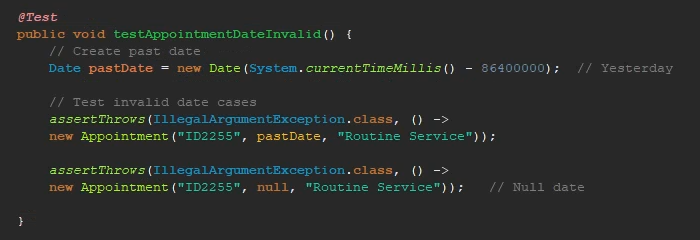 @Test
public void testAppointmentDateInvalid() {
    // Create past date
    Date pastDate = new Date(System.currentTimeMillis() - 86400000);  // Yesterday

    // Test invalid date cases
    assertThrows(IllegalArgumentException.class, () ->
    new Appointment("ID2255", pastDate, "Routine Service"));

    assertThrows(IllegalArgumentException.class, () ->
    new Appointment("ID2255", null, "Routine Service"));   // Null date

}